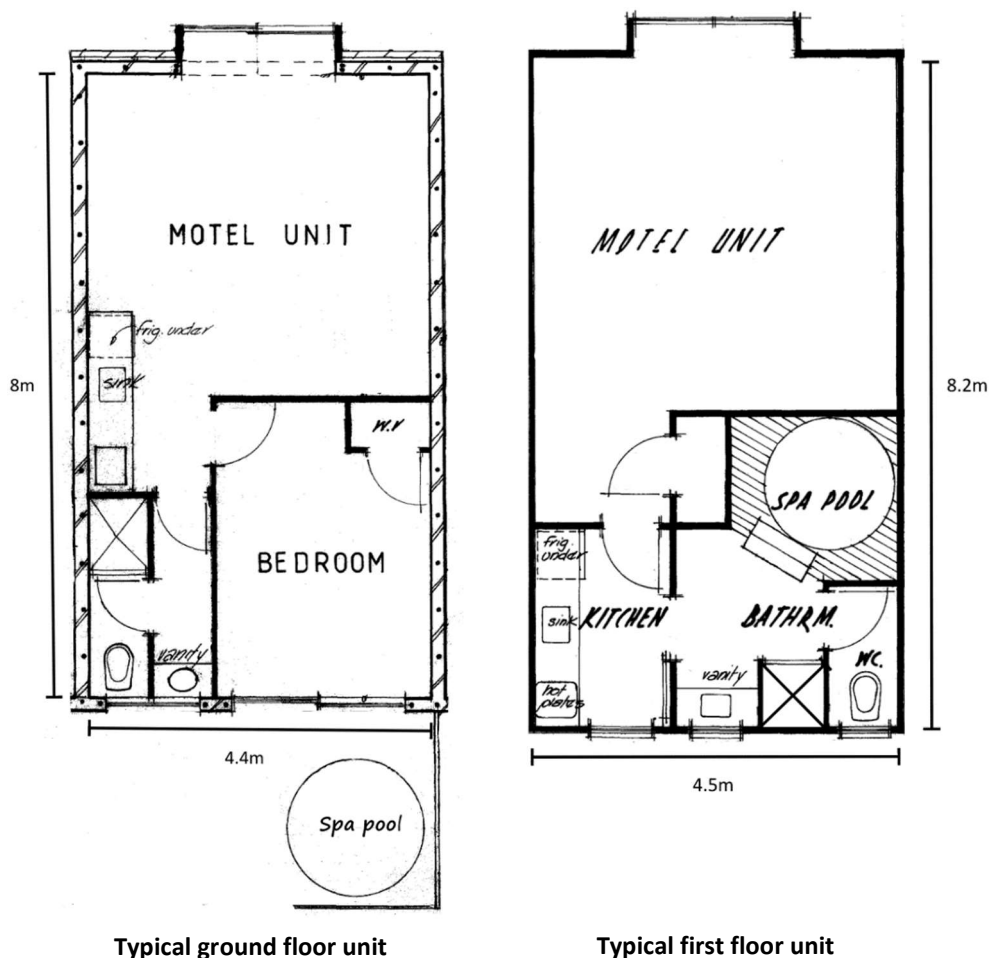 MOTEL UNIT
frig. under
sink
8m
W.V
BEDROOM
vanity
4.4m
Spa pool
Typical ground floor unit
MOTEL UNIT
8.2m
SPA POOL
frig.
under
sink
KITCHEN
BATHRM.
WC.
vanity
hot
plates
4.5m
Typical first floor unit